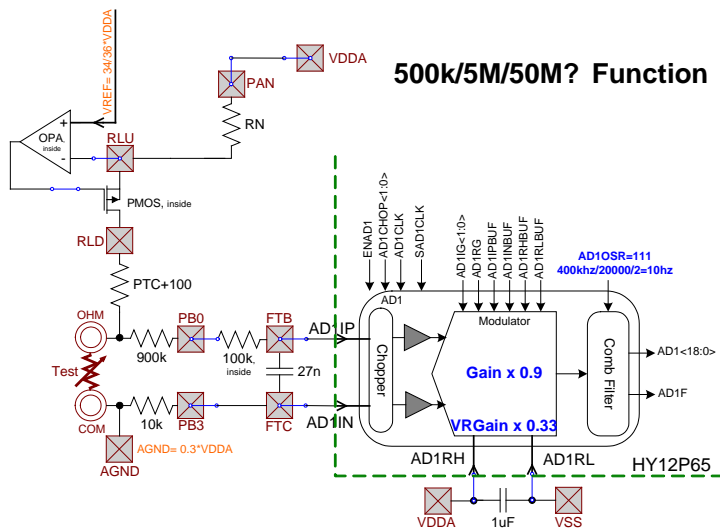 500k/5M/50M? Function
VREF= 34/36*VDDA
VDDA
PAN
RN
OPA,
inside
+
-
RLU
PMOS, inside
RLD
PTC+100
OHM
PB0
FTB
900k
100k,
inside
27n
Test
10k
COM
PB3
FTC
AGND
AGND= 0.3*VDDA
AD1IP
AD1IN
ENAD1
AD1CHOP<1:0>
AD1CLK
SAD1CLK
AD1IG<1:0>
AD1RG
AD1IPBUF
AD1INBUF
AD1RHBUF
AD1RLBUF
AD1OSR=111
400khz/20000/2=10hz
AD1
Chopper
Modulator
Gain x 0.9
VRGain x 0.33
Comb Filter
AD1<18:0>
AD1F
AD1RH
AD1RL
HY12P65
VDDA
1uF
VSS